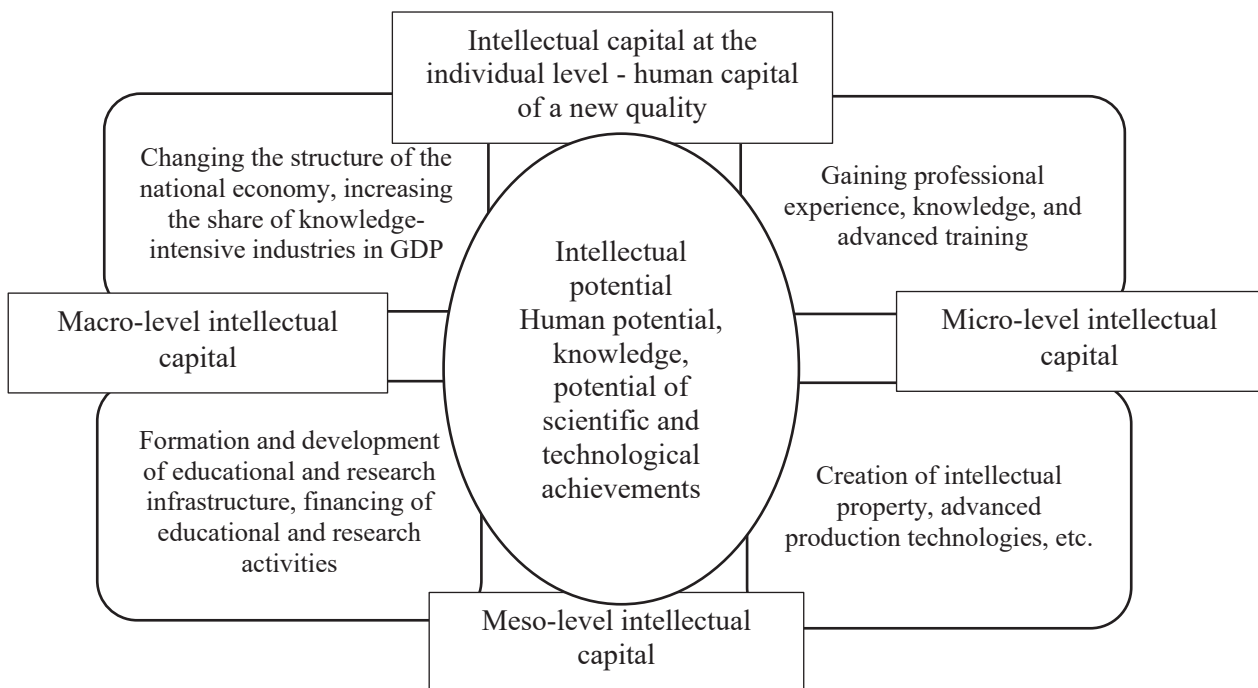 Intellectual capital at the
individual level - human capital
of a new quality
Changing the structure of the
national economy, increasing
the share of knowledge-
intensive industries in GDP
Gaining professional
experience, knowledge, and
advanced training
Intellectual
potential
Human potential,
knowledge,
potential of
scientific and
technological
achievements
Macro-level intellectual
capital
Micro-level intellectual
capital
Formation and development
of educational and research
infrastructure, financing of
educational and research
activities
Creation of intellectual
property, advanced
production technologies, etc.
Meso-level intellectual
capital